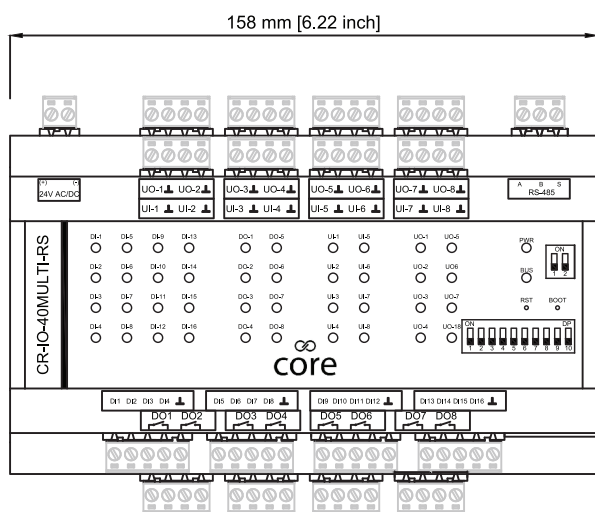 158 mm [6.22 inch]
(+) (-)
24V AC/DC
UO-1 UO-2 UO-3 UO-4 UO-5 UO-6 UO-7 UO-8
UI-1 UI-2 UI-3 UI-4 UI-5 UI-6 UI-7 UI-8
A B S
RS-485
CR-IO-40MULTI-RS
DI-1 DI-5 DI-9 DI-13 DO-1 DO-5 UI-1 UI-5 UO-1 UO-5
DI-2 DI-6 DI-10 DI-14 DO-2 DO-6 UI-2 UI-6 UO-2 UO6
DI-3 DI-7 DI-11 DI-15 DO-3 DO-7 UI-3 UI-7 UO-3 UO-7
DI-4 DI-8 DI-12 DI-16 DO-4 DO-8 UI-4 UI-8 UO-4 UO-18
PWR
BUS
RST BOOT
ON
1 2
ON DP
1 2 3 4 5 6 7 8 9 10
core
DI1 DI2 DI3 DI4 DI5 DI6 DI7 DI8 DI9 DI10 DI11 DI12 DI13 DI14 DI15 DI16
DO1 DO2 DO3 DO4 DO5 DO6 DO7 DO8